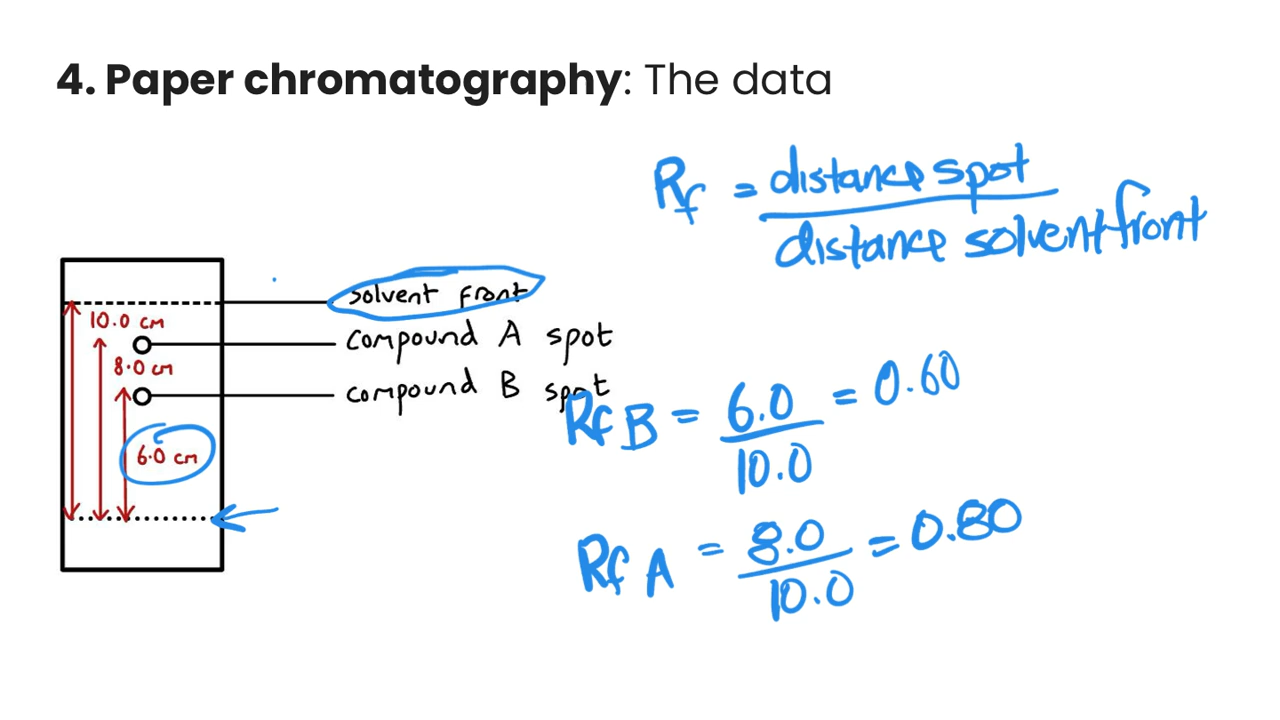 4. Paper chromatography: The data
Rf = distance spot
distance solvent front
solvent front
10.0 cm
compound A spot
8.0 cm
compound B spot
6.0 cm
Rf B = 6.0 = 0.60
10.0
Rf A = 8.0 = 0.80
10.0